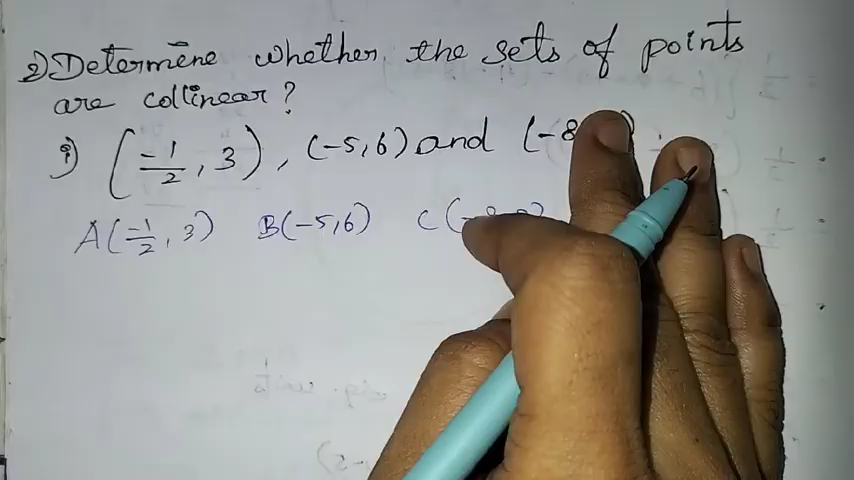 2) Determine whether the sets of points
are collinear?
i) (-1/2, 3), (-5,6) and (-8
A(-1/2, 3) B(-5,6) C(-8